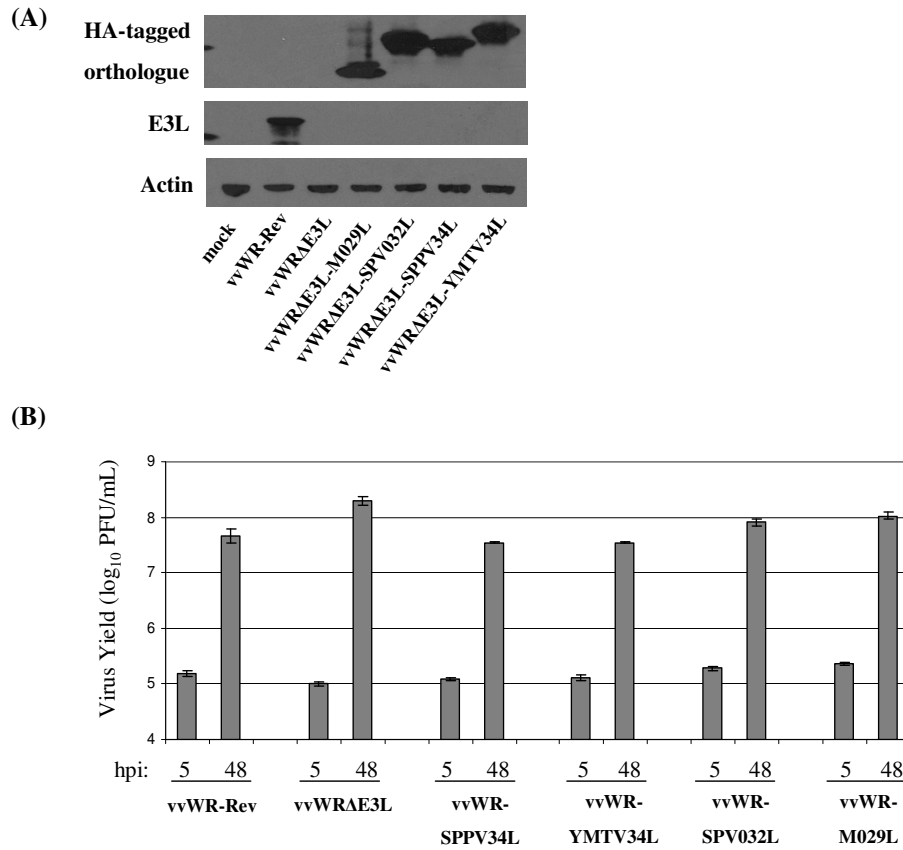 (A)
HA-tagged
orthologue
E3L
Actin
mock
vvWR-Rev
vvWRΔE3L
vvWRΔE3L-M029L
vvWRΔE3L-SPV032L
vvWRΔE3L-SPPV34L
vvWRΔE3L-YMTV34L
(B)
Virus Yield (log10 PFU/mL)
9
8
7
6
5
4
hpi: 5 48 5 48 5 48 5 48 5 48 5 48
vvWR-Rev vvWRΔE3L vvWR- vvWR- vvWR- vvWR-
SPPV34L YMTV34L SPV032L M029L